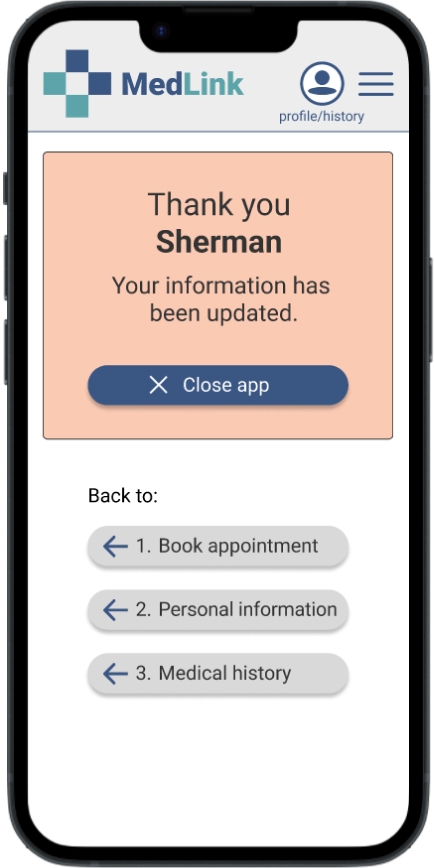 MedLink
profile/history
Thank you
Sherman
Your information has
been updated.
Close app
Back to:
1. Book appointment
2. Personal information
3. Medical history